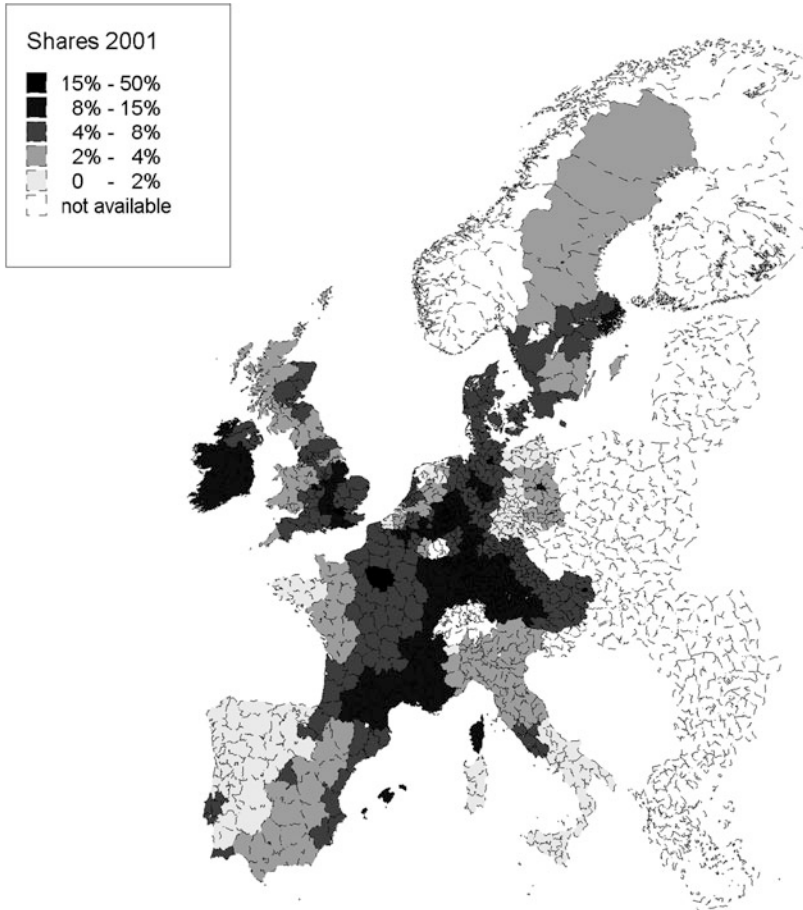 Shares 2001
15% - 50%
8% - 15%
4% - 8%
2% - 4%
0 - 2%
not available